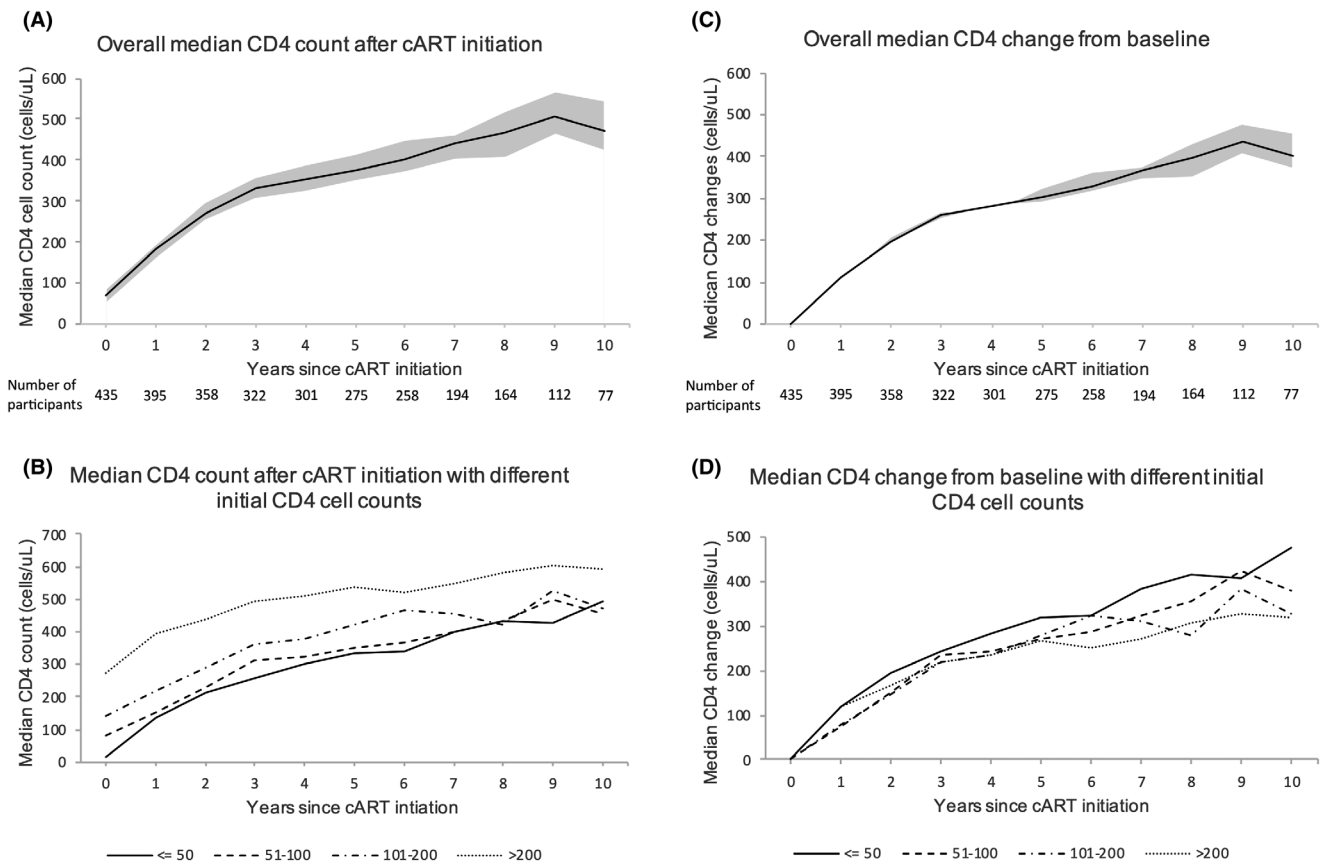 (A)
Overall median CD4 count after cART initiation
Median CD4 cell count (cells/uL)
600
500
400
300
200
100
0
0 1 2 3 4 5 6 7 8 9 10
Years since cART initiation
Number of
participants
435 395 358 322 301 275 258 194 164 112 77
(C)
Overall median CD4 change from baseline
Medican CD4 changes (cells/uL)
600
500
400
300
200
100
0
0 1 2 3 4 5 6 7 8 9 10
Years since cART initiation
Number of
participants
435 395 358 322 301 275 258 194 164 112 77
(B)
Median CD4 count after cART initiation with different
initial CD4 cell counts
Median CD4 count (cells/uL)
700
600
500
400
300
200
100
0
0 1 2 3 4 5 6 7 8 9 10
Years since cART intiation
<= 50 51-100 101-200 >200
(D)
Median CD4 change from baseline with different initial
CD4 cell counts
Median CD4 change (cells/uL)
500
400
300
200
100
0
0 1 2 3 4 5 6 7 8 9 10
Years since cART initiation
<= 50 51-100 101-200 >200